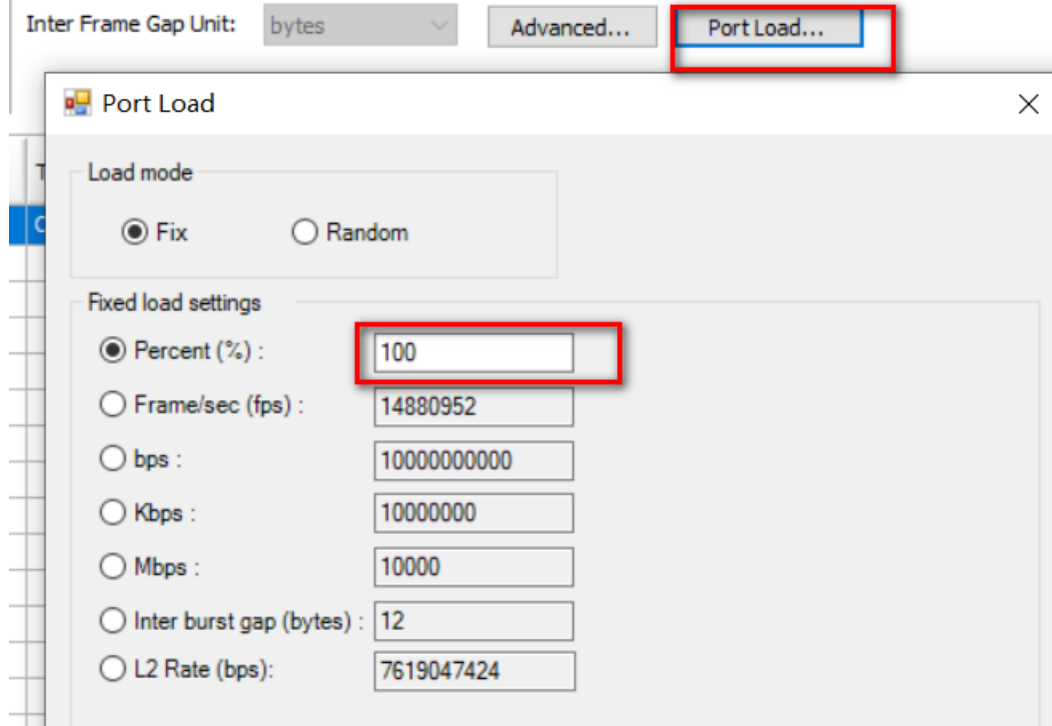 Inter Frame Gap Unit: bytes Advanced... Port Load...
Port Load
Load mode
Fix Random
Fixed load settings
Percent (%) : 100
Frame/sec (fps) : 14880952
bps : 10000000000
Kbps : 10000000
Mbps : 10000
Inter burst gap (bytes) : 12
L2 Rate (bps): 7619047424